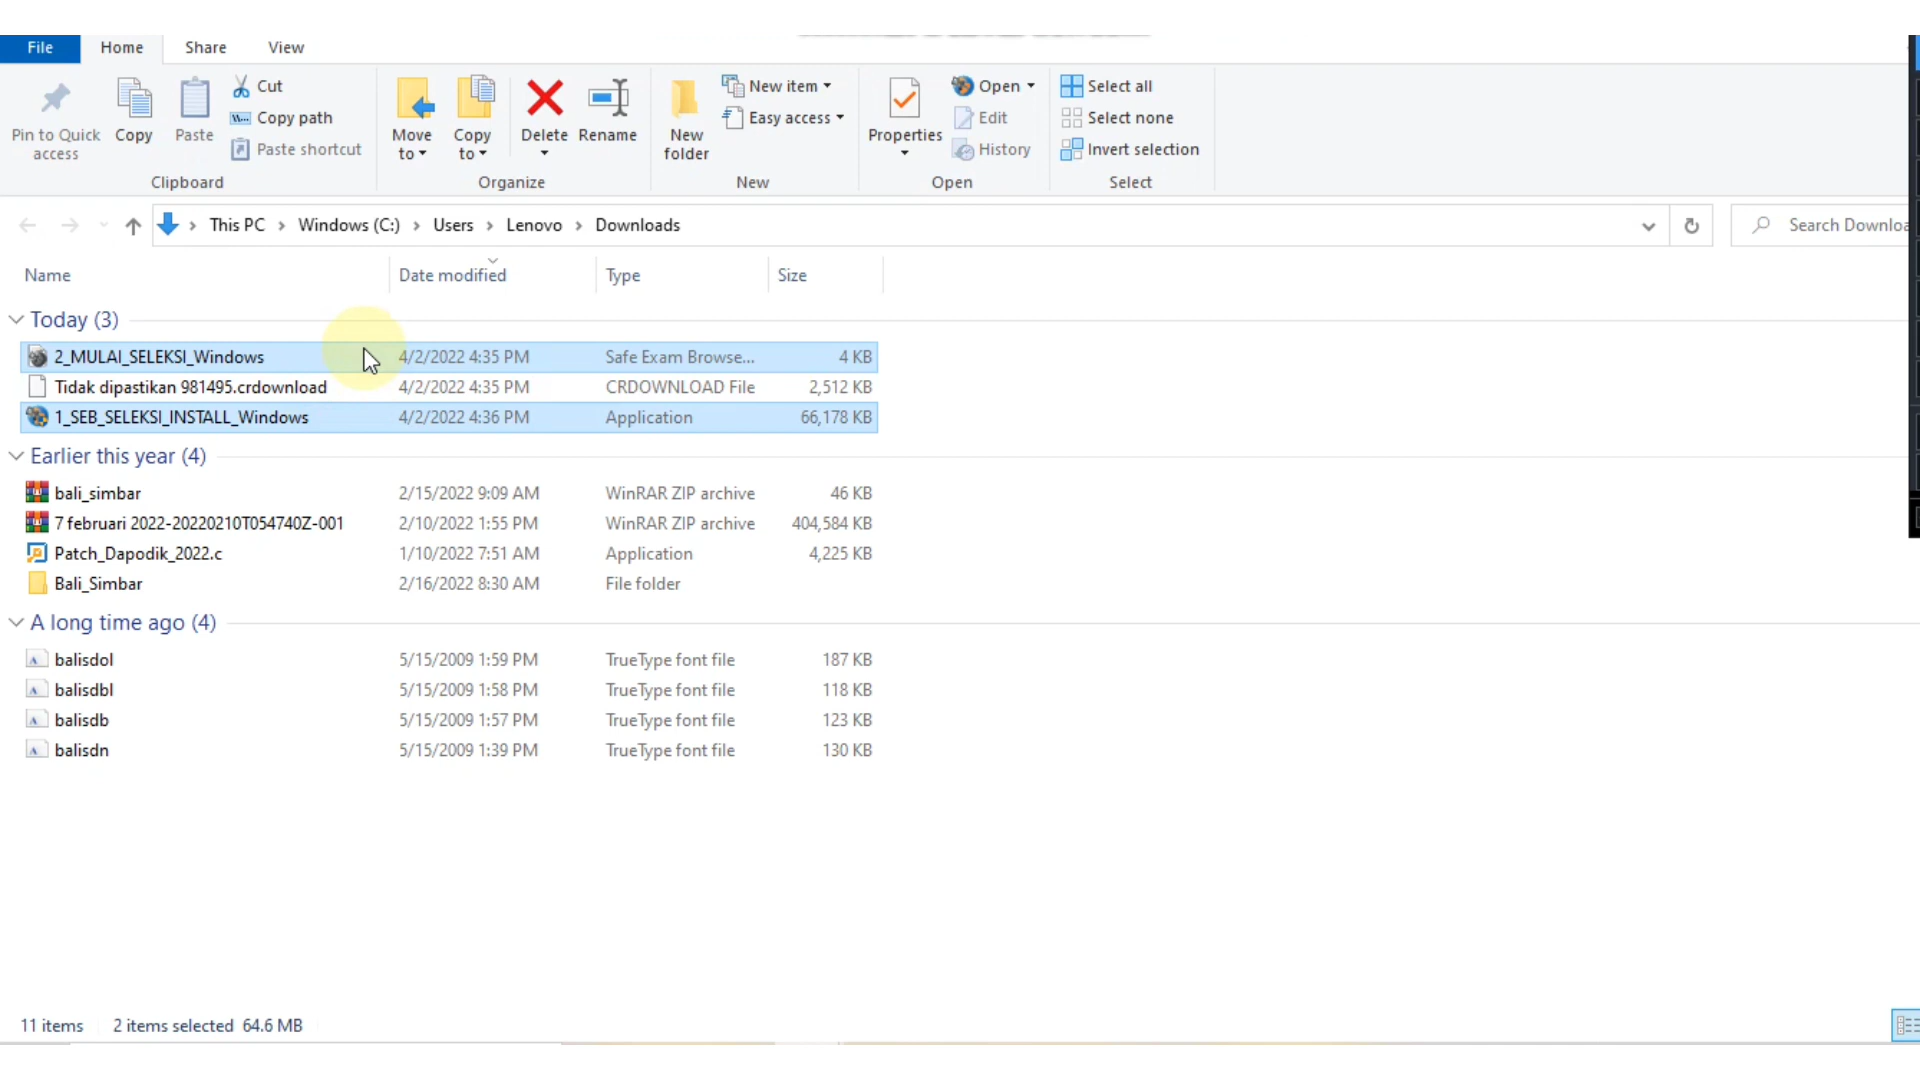 File Home Share View
Cut
Copy path
Paste shortcut
Pin to Quick access
Copy
Paste
Clipboard
Move to
Copy to
Delete
Rename
Organize
New folder
New item
Easy access
New
Properties
Open
Edit
History
Open
Select all
Select none
Invert selection
Select
This PC > Windows (C:) > Users > Lenovo > Downloads
Search Downloa
Name Date modified Type Size
Today (3)
2_MULAI_SELEKSI_Windows 4/2/2022 4:35 PM Safe Exam Browse... 4 KB
Tidak dipastikan 981495.crdownload 4/2/2022 4:35 PM CRDOWNLOAD File 2,512 KB
1_SEB_SELEKSI_INSTALL_Windows 4/2/2022 4:36 PM Application 66,178 KB
Earlier this year (4)
bali_simbar 2/15/2022 9:09 AM WinRAR ZIP archive 46 KB
7 februari 2022-20220210T054740Z-001 2/10/2022 1:55 PM WinRAR ZIP archive 404,584 KB
Patch_Dapodik_2022.c 1/10/2022 7:51 AM Application 4,225 KB
Bali_Simbar 2/16/2022 8:30 AM File folder
A long time ago (4)
balisdol 5/15/2009 1:59 PM TrueType font file 187 KB
balisdbl 5/15/2009 1:58 PM TrueType font file 118 KB
balisdb 5/15/2009 1:57 PM TrueType font file 123 KB
balisdn 5/15/2009 1:39 PM TrueType font file 130 KB
11 items 2 items selected 64.6 MB